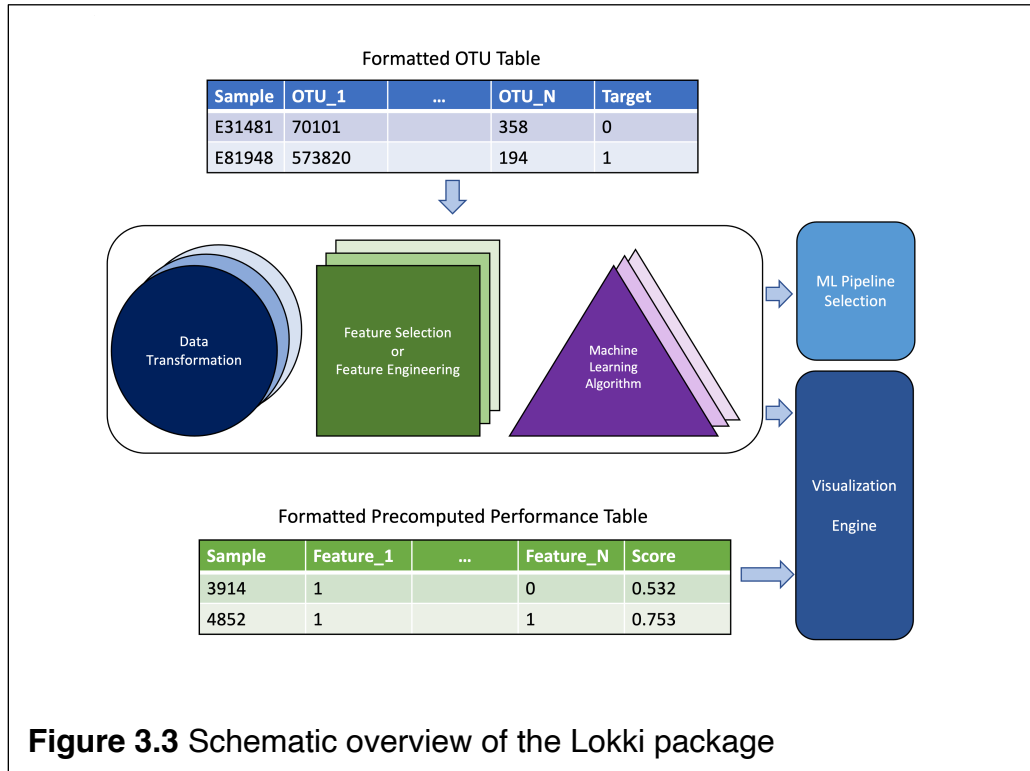 Formatted OTU Table
Sample OTU_1 ... OTU_N Target
E31481 70101 358 0
E81948 573820 194 1
Data
Transformation
Feature Selection
or
Feature Engineering
Machine
Learning
Algorithm
ML Pipeline
Selection
Visualization
Engine
Formatted Precomputed Performance Table
Sample Feature_1 ... Feature_N Score
3914 1 0 0.532
4852 1 1 0.753
Figure 3.3 Schematic overview of the Lokki package